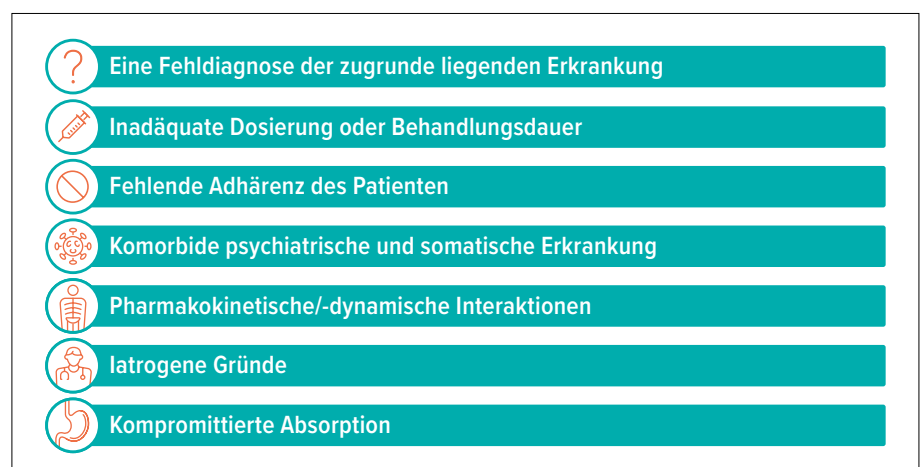 Eine Fehldiagnose der zugrunde liegenden Erkrankung
Inadäquate Dosierung oder Behandlungsdauer
Fehlende Adhärenz des Patienten
Komorbide psychiatrische und somatische Erkrankung
Pharmakokinetische/-dynamische Interaktionen
Iatrogene Gründe
Kompromittierte Absorption